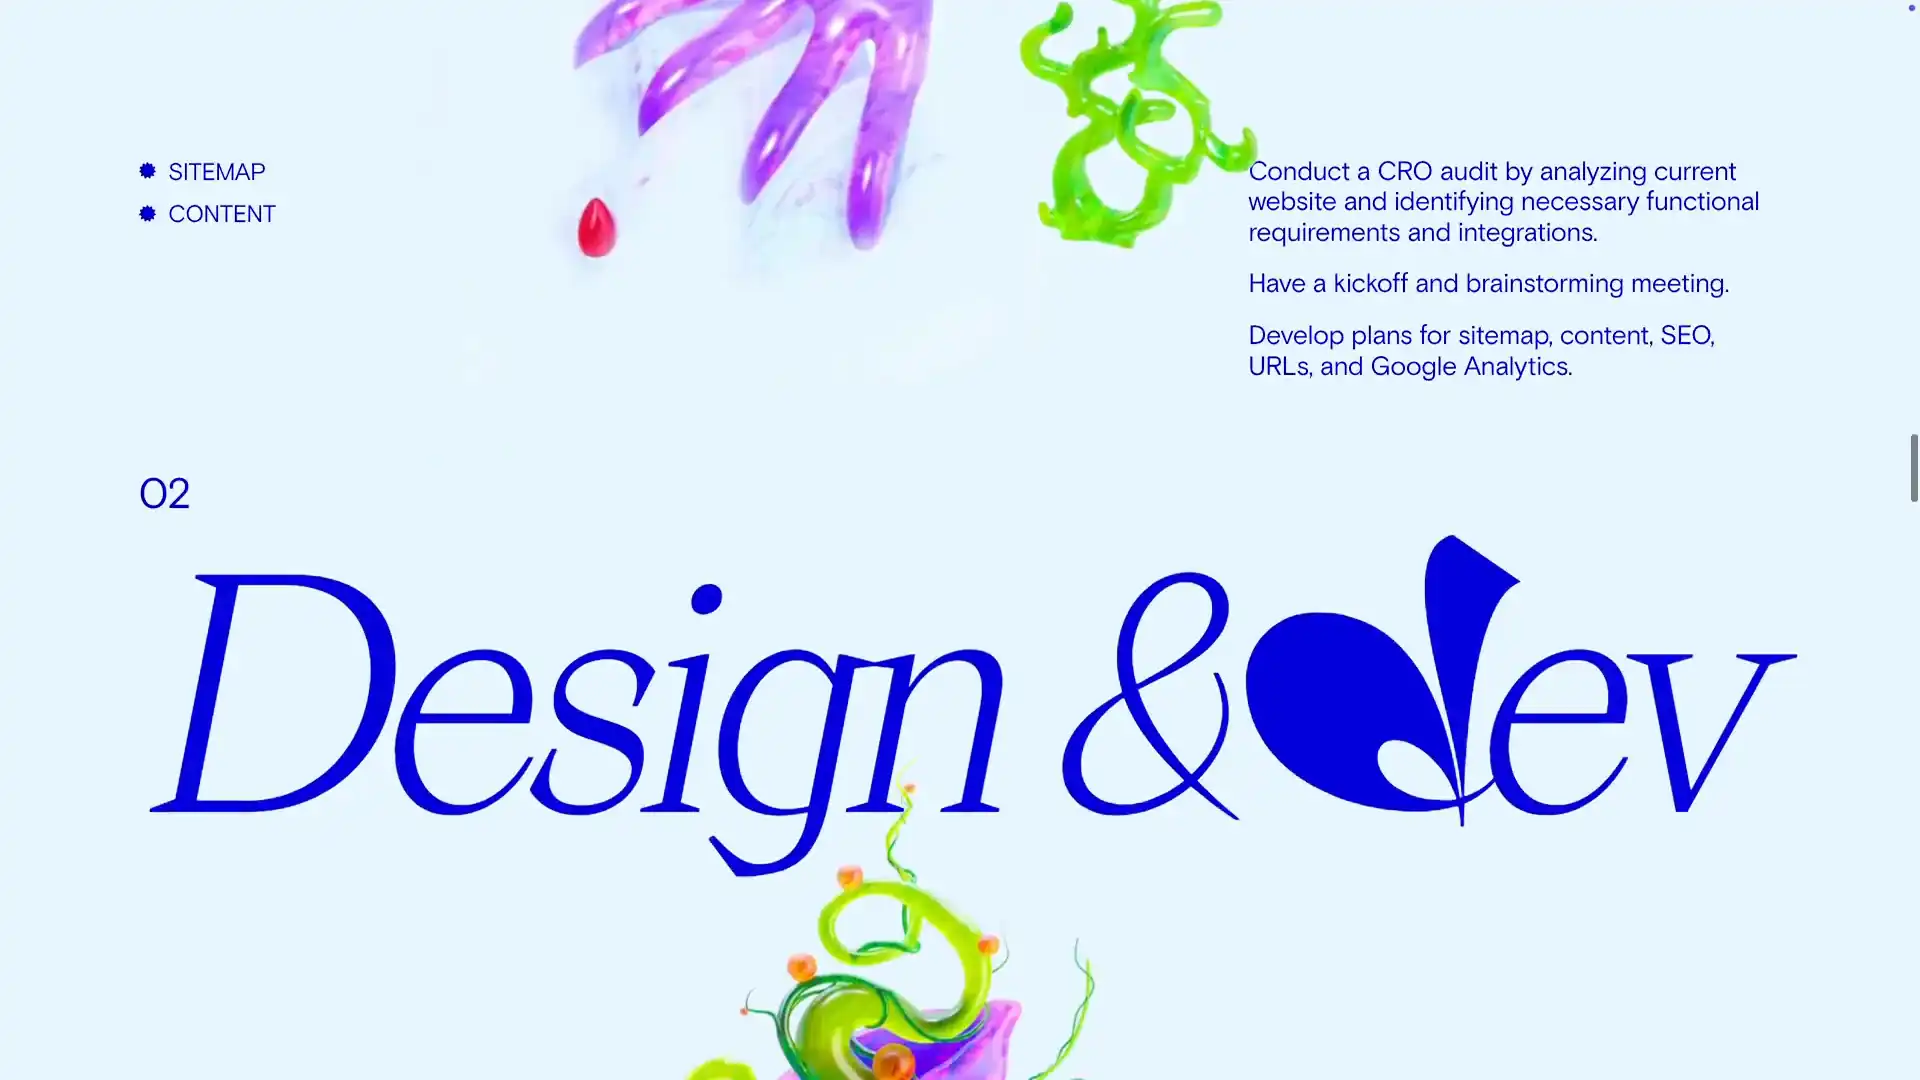 SITEMAP
CONTENT
Conduct a CRO audit by analyzing current
website and identifying necessary functional
requirements and integrations.
Have a kickoff and brainstorming meeting.
Develop plans for sitemap, content, SEO,
URLs, and Google Analytics.
02
Design & dev